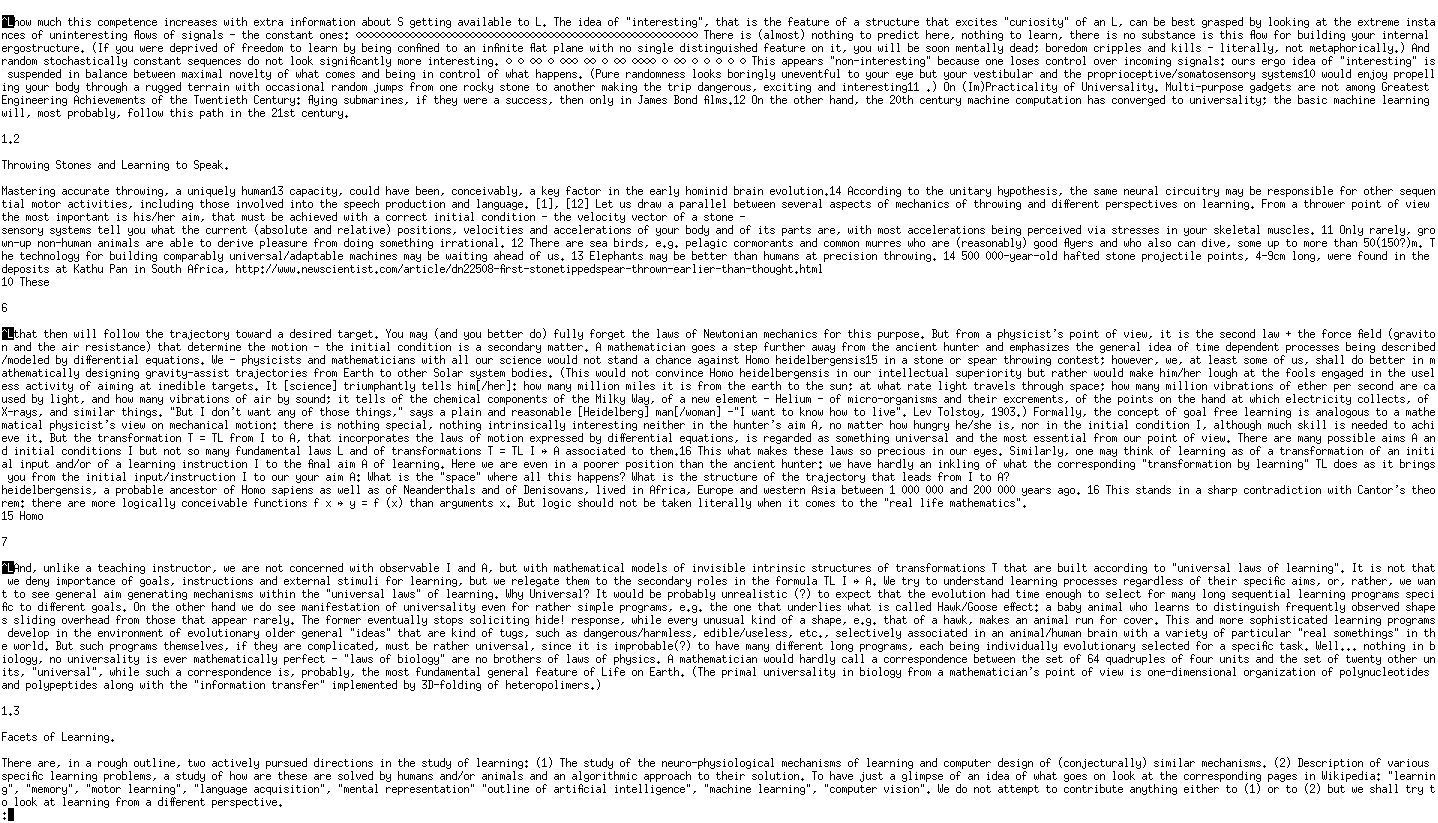 ^Lhow much this competence increases with extra information about S getting available to L. The idea of "interesting", that is the feature of a structure that excites "curiosity" of an L, can be best grasped by looking at the extreme insta
nces of uninteresting flows of signals - the constant ones: ⋄⋄⋄⋄⋄⋄⋄⋄⋄⋄⋄⋄⋄⋄⋄⋄⋄⋄⋄⋄⋄⋄⋄⋄⋄⋄⋄⋄⋄⋄⋄⋄⋄⋄⋄⋄⋄⋄⋄⋄⋄⋄⋄⋄⋄⋄⋄⋄⋄⋄⋄⋄⋄⋄⋄⋄⋄ There is (almost) nothing to predict here, nothing to learn, there is no substance is this flow for building your internal
ergostructure. (If you were deprived of freedom to learn by being confined to an infinite flat plane with no single distinguished feature on it, you will be soon mentally dead; boredom cripples and kills - literally, not metaphorically.) And
random stochastically constant sequences do not look significantly more interesting. ⋄ ⋄ ⋄⋄ ⋄ ⋄⋄⋄ ⋄⋄ ⋄ ⋄⋄ ⋄⋄⋄⋄ ⋄ ⋄⋄ ⋄ ⋄ ⋄ ⋄ ⋄ This appears "non-interesting" because one loses control over incoming signals: ours ergo idea of "interesting" is
 suspended in balance between maximal novelty of what comes and being in control of what happens. (Pure randomness looks boringly uneventful to your eye but your vestibular and the proprioceptive/somatosensory systems10 would enjoy propell
ing your body through a rugged terrain with occasional random jumps from one rocky stone to another making the trip dangerous, exciting and interesting11 .) On (Im)Practicality of Universality. Multi-purpose gadgets are not among Greatest
Engineering Achievements of the Twentieth Century: flying submarines, if they were a success, then only in James Bond films.12 On the other hand, the 20th century machine computation has converged to universality; the basic machine learning
will, most probably, follow this path in the 21st century.
1.2
Throwing Stones and Learning to Speak.
Mastering accurate throwing, a uniquely human13 capacity, could have been, conceivably, a key factor in the early hominid brain evolution.14 According to the unitary hypothesis, the same neural circuitry may be responsible for other sequen
tial motor activities, including those involved into the speech production and language. [1], [12] Let us draw a parallel between several aspects of mechanics of throwing and different perspectives on learning. From a thrower point of view
the most important is his/her aim, that must be achieved with a correct initial condition - the velocity vector of a stone -
sensory systems tell you what the current (absolute and relative) positions, velocities and accelerations of your body and of its parts are, with most accelerations being perceived via stresses in your skeletal muscles. 11 Only rarely, gro
wn-up non-human animals are able to derive pleasure from doing something irrational. 12 There are sea birds, e.g. pelagic cormorants and common murres who are (reasonably) good flyers and who also can dive, some up to more than 50(150?)m. T
he technology for building comparably universal/adaptable machines may be waiting ahead of us. 13 Elephants may be better than humans at precision throwing. 14 500 000-year-old hafted stone projectile points, 4-9cm long, were found in the
deposits at Kathu Pan in South Africa, http://www.newscientist.com/article/dn22508-first-stonetippedspear-thrown-earlier-than-thought.html
10 These
6
^Lthat then will follow the trajectory toward a desired target. You may (and you better do) fully forget the laws of Newtonian mechanics for this purpose. But from a physicist's point of view, it is the second law + the force field (gravito
n and the air resistance) that determine the motion - the initial condition is a secondary matter. A mathematician goes a step further away from the ancient hunter and emphasizes the general idea of time dependent processes being described
/modeled by differential equations. We - physicists and mathematicians with all our science would not stand a chance against Homo heidelbergensis15 in a stone or spear throwing contest; however, we, at least some of us, shall do better in m
athematically designing gravity-assist trajectories from Earth to other Solar system bodies. (This would not convince Homo heidelbergensis in our intellectual superiority but rather would make him/her lough at the fools engaged in the usel
ess activity of aiming at inedible targets. It [science] triumphantly tells him[/her]: how many million miles it is from the earth to the sun; at what rate light travels through space; how many million vibrations of ether per second are ca
used by light, and how many vibrations of air by sound; it tells of the chemical components of the Milky Way, of a new element - Helium - of micro-organisms and their excrements, of the points on the hand at which electricity collects, of
X-rays, and similar things. "But I don't want any of those things," says a plain and reasonable [Heidelberg] man[/woman] -"I want to know how to live". Lev Tolstoy, 1903.) Formally, the concept of goal free learning is analogous to a mathe
matical physicist's view on mechanical motion: there is nothing special, nothing intrinsically interesting neither in the hunter's aim A, no matter how hungry he/she is, nor in the initial condition I, although much skill is needed to achi
eve it. But the transformation T = TL from I to A, that incorporates the laws of motion expressed by differential equations, is regarded as something universal and the most essential from our point of view. There are many possible aims A an
d initial conditions I but not so many fundamental laws L and of transformations T = TL I ↦ A associated to them.16 This what makes these laws so precious in our eyes. Similarly, one may think of learning as of a transformation of an initi
al input and/or of a learning instruction I to the final aim A of learning. Here we are even in a poorer position than the ancient hunter: we have hardly an inkling of what the corresponding "transformation by learning" TL does as it brings
 you from the initial input/instruction I to our your aim A: What is the "space" where all this happens? What is the structure of the trajectory that leads from I to A?
heidelbergensis, a probable ancestor of Homo sapiens as well as of Neanderthals and of Denisovans, lived in Africa, Europe and western Asia between 1 000 000 and 200 000 years ago. 16 This stands in a sharp contradiction with Cantor's theo
rem: there are more logically conceivable functions f x ↦ y = f (x) than arguments x. But logic should not be taken literally when it comes to the "real life mathematics".
15 Homo
7
^LAnd, unlike a teaching instructor, we are not concerned with observable I and A, but with mathematical models of invisible intrinsic structures of transformations T that are built according to "universal laws of learning". It is not that
 we deny importance of goals, instructions and external stimuli for learning, but we relegate them to the secondary roles in the formula TL I ↦ A. We try to understand learning processes regardless of their specific aims, or, rather, we wan
t to see general aim generating mechanisms within the "universal laws" of learning. Why Universal? It would be probably unrealistic (?) to expect that the evolution had time enough to select for many long sequential learning programs speci
fic to different goals. On the other hand we do see manifestation of universality even for rather simple programs, e.g. the one that underlies what is called Hawk/Goose effect: a baby animal who learns to distinguish frequently observed shape
s sliding overhead from those that appear rarely. The former eventually stops soliciting hide! response, while every unusual kind of a shape, e.g. that of a hawk, makes an animal run for cover. This and more sophisticated learning programs
 develop in the environment of evolutionary older general "ideas" that are kind of tugs, such as dangerous/harmless, edible/useless, etc., selectively associated in an animal/human brain with a variety of particular "real somethings" in th
e world. But such programs themselves, if they are complicated, must be rather universal, since it is improbable(?) to have many different long programs, each being individually evolutionary selected for a specific task. Well... nothing in b
iology, no universality is ever mathematically perfect - "laws of biology" are no brothers of laws of physics. A mathematician would hardly call a correspondence between the set of 64 quadruples of four units and the set of twenty other un
its, "universal", while such a correspondence is, probably, the most fundamental general feature of Life on Earth. (The primal universality in biology from a mathematician's point of view is one-dimensional organization of polynucleotides
and polypeptides along with the "information transfer" implemented by 3D-folding of heteropolimers.)
1.3
Facets of Learning.
There are, in a rough outline, two actively pursued directions in the study of learning: (1) The study of the neuro-physiological mechanisms of learning and computer design of (conjecturally) similar mechanisms. (2) Description of various
specific learning problems, a study of how are these are solved by humans and/or animals and an algorithmic approach to their solution. To have just a glimpse of an idea of what goes on look at the corresponding pages in Wikipedia: "learnin
g", "memory", "motor learning", "language acquisition", "mental representation" "outline of artificial intelligence", "machine learning", "computer vision". We do not attempt to contribute anything either to (1) or to (2) but we shall try t
o look at learning from a different perspective.
: